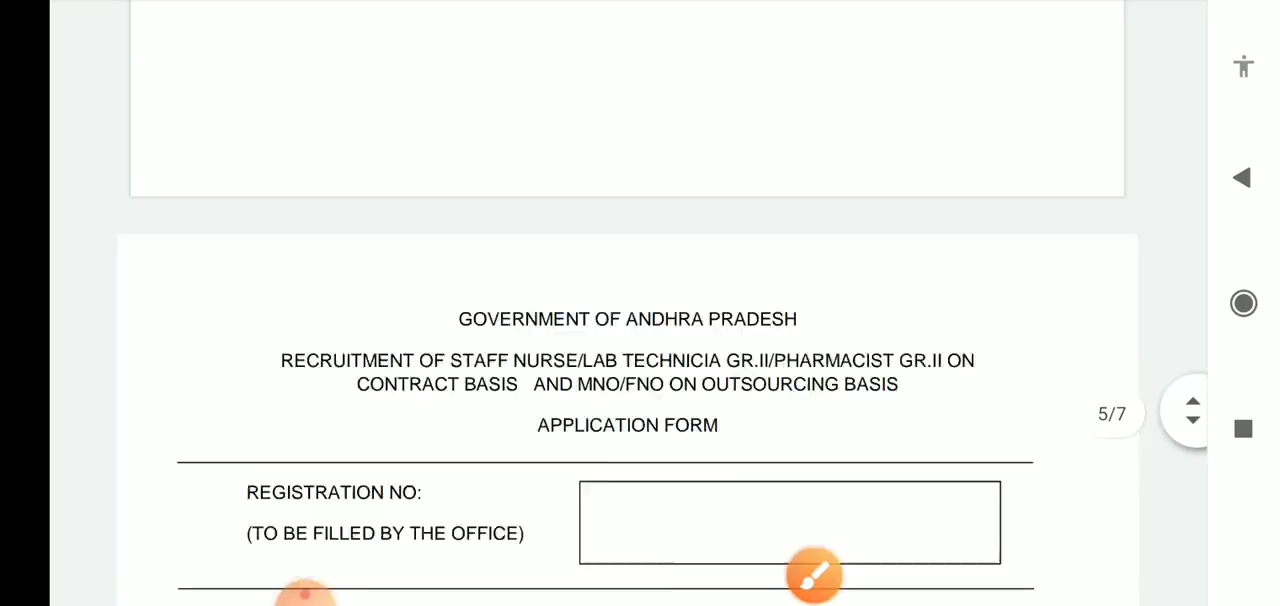 GOVERNMENT OF ANDHRA PRADESH
RECRUITMENT OF STAFF NURSE/LAB TECHNICIA GR.II/PHARMACIST GR.II ON
CONTRACT BASIS AND MNO/FNO ON OUTSOURCING BASIS
APPLICATION FORM
5/7
REGISTRATION NO:
(TO BE FILLED BY THE OFFICE)